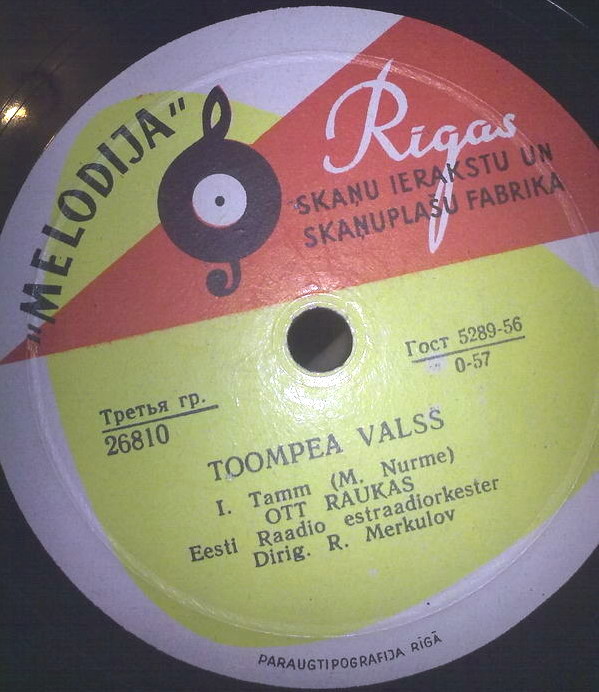 "MELODIJA"
Rīgas
SKAŅU IERAKSTU UN
SKAŅUPLAŠU FABRIKA
Гост 5289-56
0-57
Третья гр.
26810
TOOMPEA VALSS
I. Tamm (M. Nurme)
OTT RAUKAS
Eesti Raadio estraadiorkester
Dirig. R. Merkulov
PARAUGTIPOGRAFIJA RĪGĀ